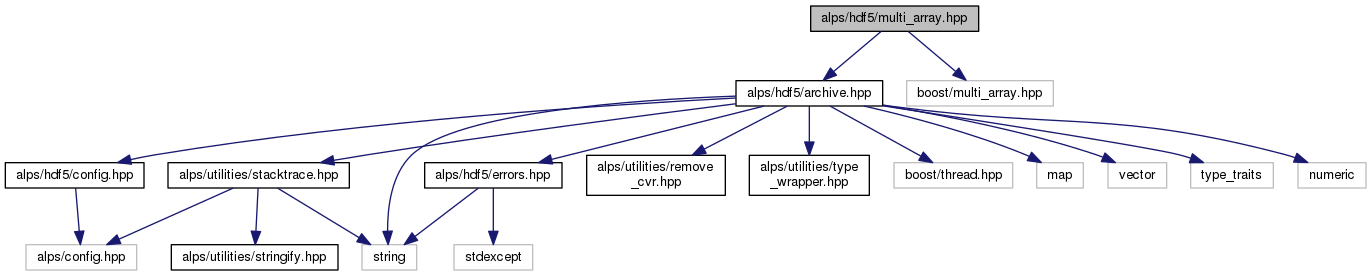 alps/hdf5/multi_array.hpp
alps/hdf5/archive.hpp
boost/multi_array.hpp
alps/hdf5/config.hpp
alps/utilities/stacktrace.hpp
alps/hdf5/errors.hpp
alps/utilities/remove
_cvr.hpp
alps/utilities/type
_wrapper.hpp
boost/thread.hpp
map
vector
type_traits
numeric
alps/config.hpp
alps/utilities/stringify.hpp
string
stdexcept